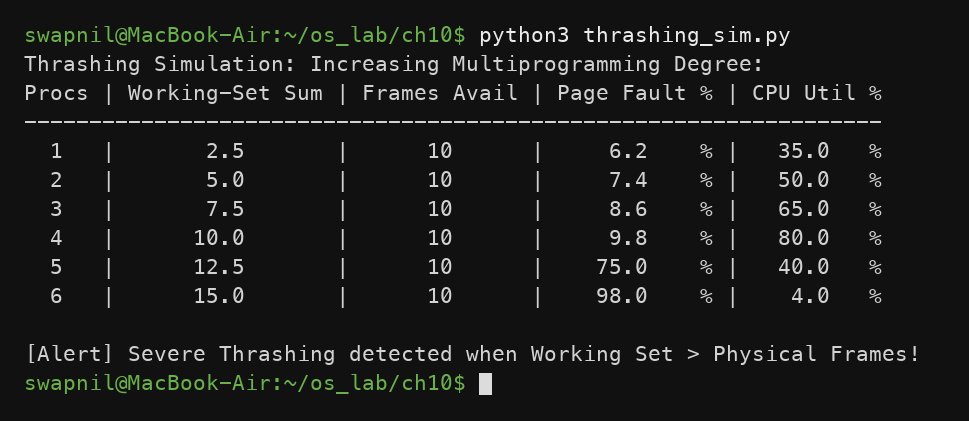 swapnil@MacBook-Air:~/os_lab/ch10$ python3 thrashing_sim.py
Thrashing Simulation: Increasing Multiprogramming Degree:
Procs | Working-Set Sum | Frames Avail | Page Fault % | CPU Util %
------------------------------------------------------------------
  1   |       2.5       |      10      |     6.2    % |   35.0   %
  2   |       5.0       |      10      |     7.4    % |   50.0   %
  3   |       7.5       |      10      |     8.6    % |   65.0   %
  4   |      10.0       |      10      |     9.8    % |   80.0   %
  5   |      12.5       |      10      |    75.0    % |   40.0   %
  6   |      15.0       |      10      |    98.0    % |    4.0   %

[Alert] Severe Thrashing detected when Working Set > Physical Frames!
swapnil@MacBook-Air:~/os_lab/ch10$